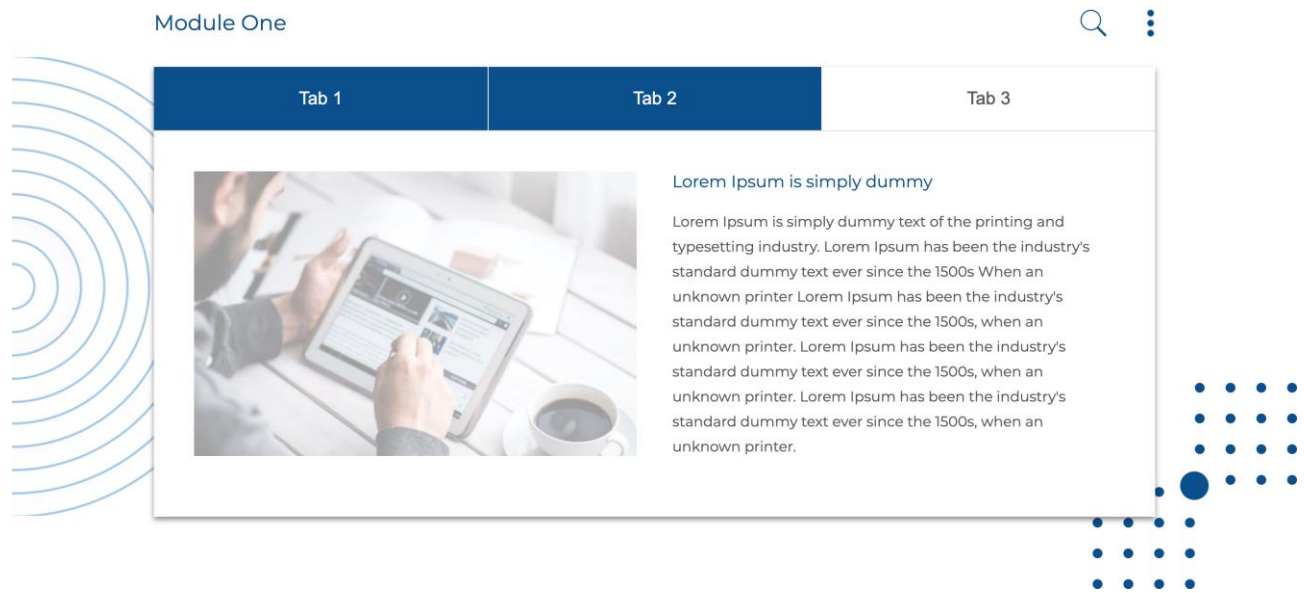 Module One
Tab 1
Tab 2
Tab 3
Lorem Ipsum is simply dummy
Lorem Ipsum is simply dummy text of the printing and
typesetting industry. Lorem Ipsum has been the industry's
standard dummy text ever since the 1500s When an
unknown printer Lorem Ipsum has been the industry's
standard dummy text ever since the 1500s, when an
unknown printer. Lorem Ipsum has been the industry's
standard dummy text ever since the 1500s, when an
unknown printer. Lorem Ipsum has been the industry's
standard dummy text ever since the 1500s, when an
unknown printer.